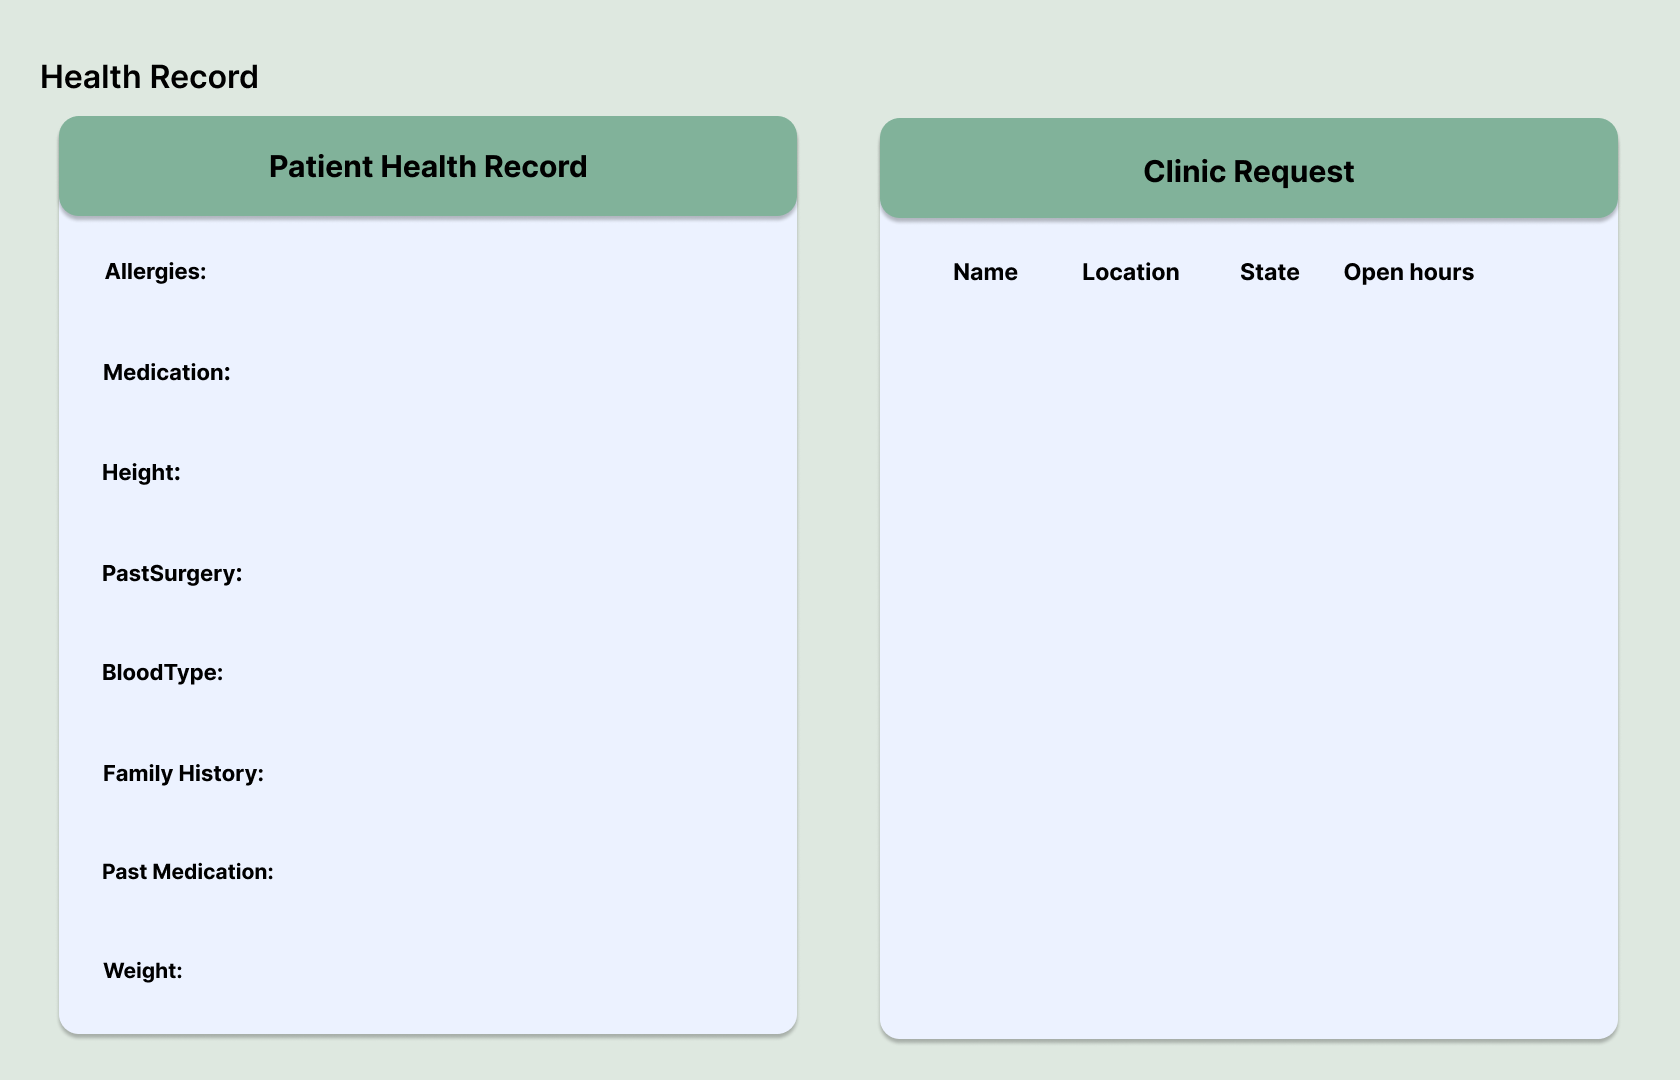 Health Record
Patient Health Record
Allergies:
Medication:
Height:
PastSurgery:
BloodType:
Family History:
Past Medication:
Weight:
Clinic Request
Name Location State Open hours